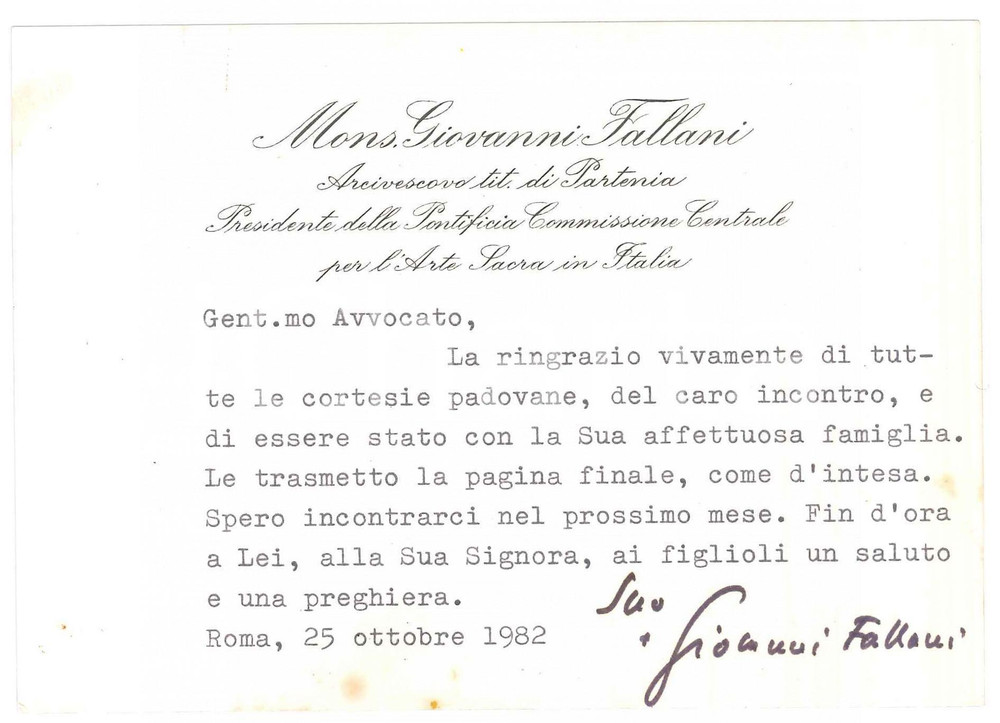 Mons. Giovanni Fallani
Arcivescovo tit. di Partenia
Presidente della Pontificia Commissione Centrale
per l'Arte Sacra in Italia
Gent.mo Avvocato,
La ringrazio vivamente di tut-
te le cortesie padovane, del caro incontro, e
di essere stato con la Sua affettuosa famiglia.
Le trasmetto la pagina finale, come d'intesa.
Spero incontrarci nel prossimo mese. Fin d'ora
a Lei, alla Sua Signora, ai figlioli un saluto
e una preghiera.
Roma, 25 ottobre 1982
Suo
+ Giovanni Fallani